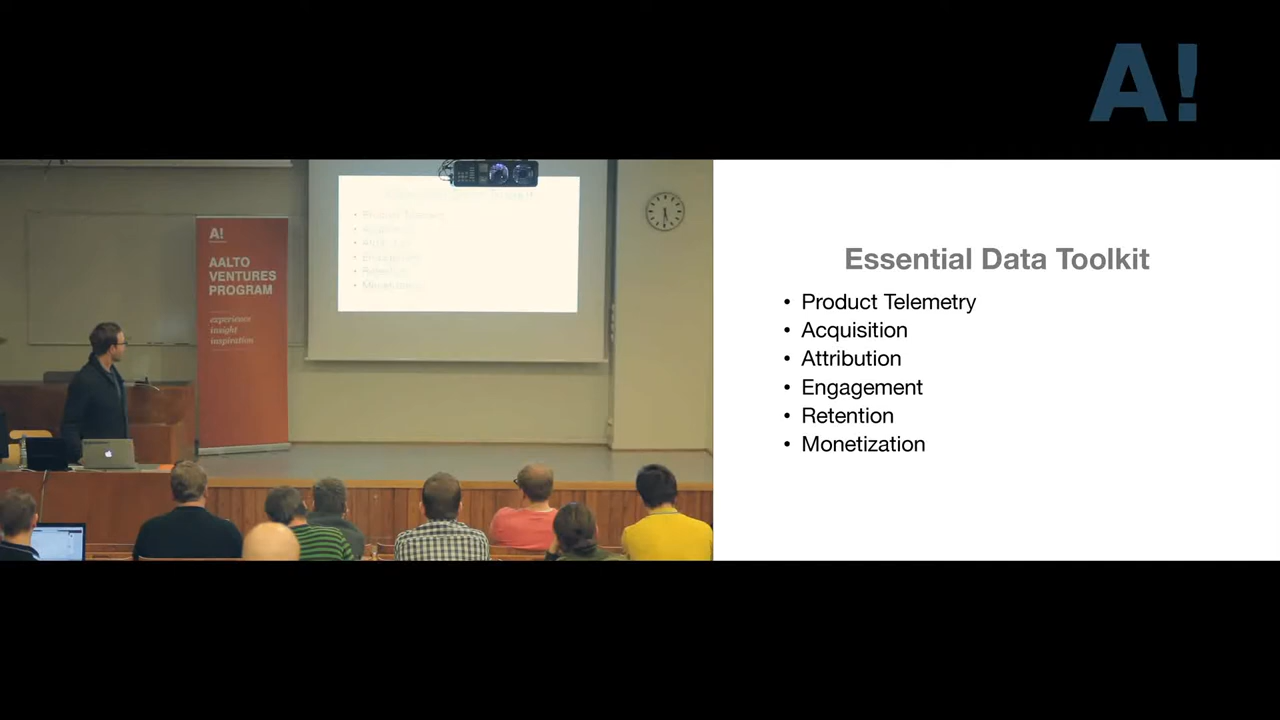 A!
A!
AALTO
VENTURES
PROGRAM
experience
insight
inspiration
Essential Data Toolkit
• Product Telemetry
• Acquisition
• Attribution
• Engagement
• Retention
• Monetization